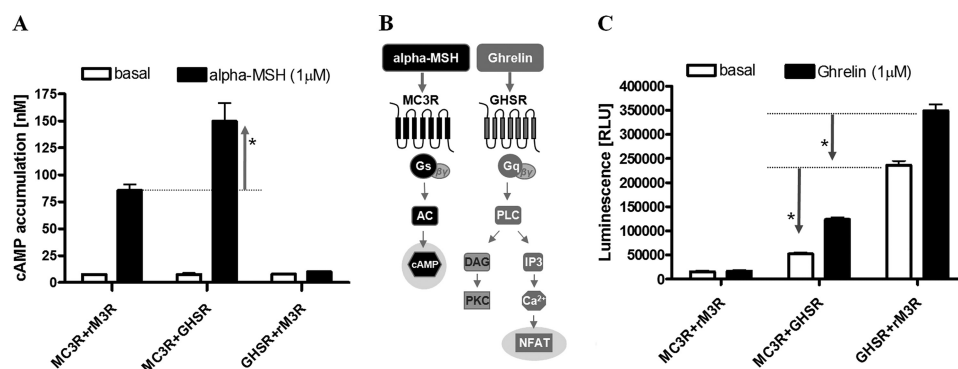 A
basal
alpha-MSH (1µM)
cAMP accumulation [nM]
175
150
125
100
75
50
25
0
*
MC3R+rM3R
MC3R+GHSR
GHSR+rM3R
B
alpha-MSH
Ghrelin
MC3R
GHSR
Gs
βγ
Gq
βγ
AC
PLC
cAMP
DAG
IP3
PKC
Ca2+
NFAT
C
basal
Ghrelin (1µM)
Luminescence [RLU]
400000
350000
300000
250000
200000
150000
100000
50000
0
*
*
MC3R+rM3R
MC3R+GHSR
GHSR+rM3R